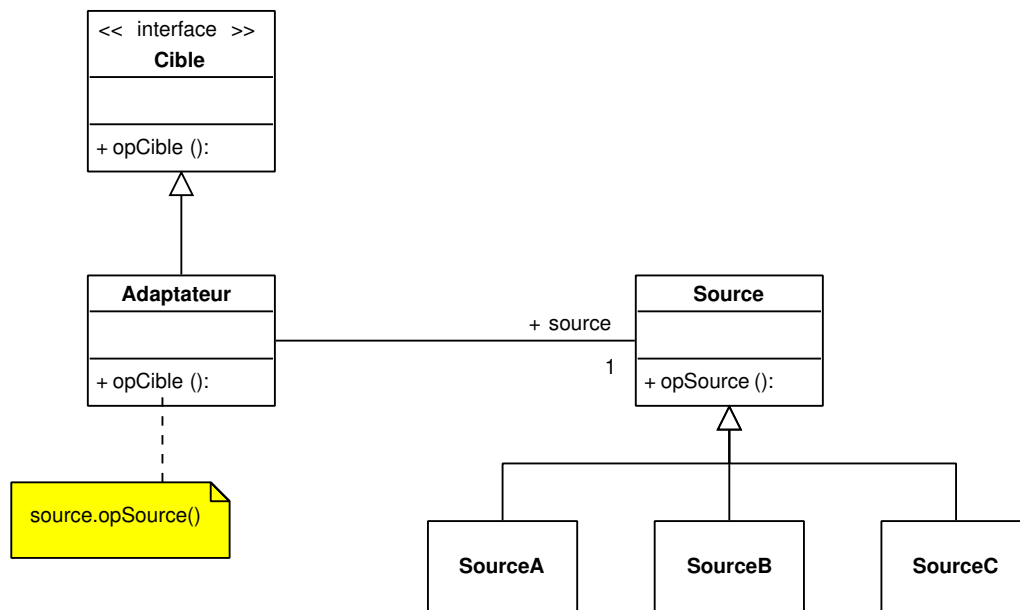 << interface >>
Cible
+ opCible ():
Adaptateur
+ opCible ():
+ source
1
Source
+ opSource ():
source.opSource()
SourceA
SourceB
SourceC